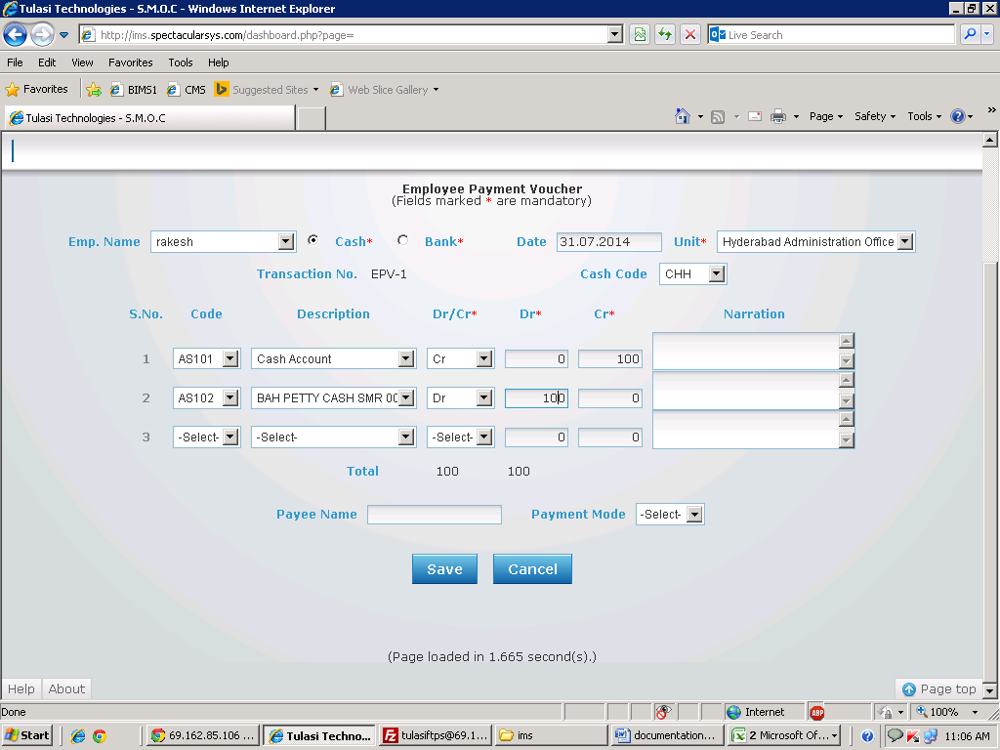 Tulasi Technologies - S.M.O.C - Windows Internet Explorer
http://ims.spectacularsys.com/dashboard.php?page=
Live Search
File Edit View Favorites Tools Help
Favorites BIMS1 CMS Suggested Sites Web Slice Gallery
Tulasi Technologies - S.M.O.C
Page Safety Tools »
Employee Payment Voucher
(Fields marked * are mandatory)
Emp. Name rakesh Cash* Bank* Date 31.07.2014 Unit* Hyderabad Administration Office
Transaction No. EPV-1 Cash Code CHH
S.No. Code Description Dr/Cr* Dr* Cr* Narration
1 AS101 Cash Account Cr 0 100
2 AS102 BAH PETTY CASH SMR 00 Dr 100 0
3 -Select- -Select- -Select- 0 0
Total 100 100
Payee Name Payment Mode -Select-
Save Cancel
(Page loaded in 1.665 second(s).)
Help About Page top
Done Internet ABP 100%
Start 69.162.85.106 ... Tulasi Techno... tulasiftps@69.1... ims documentation... 2 Microsoft Of... 11:06 AM